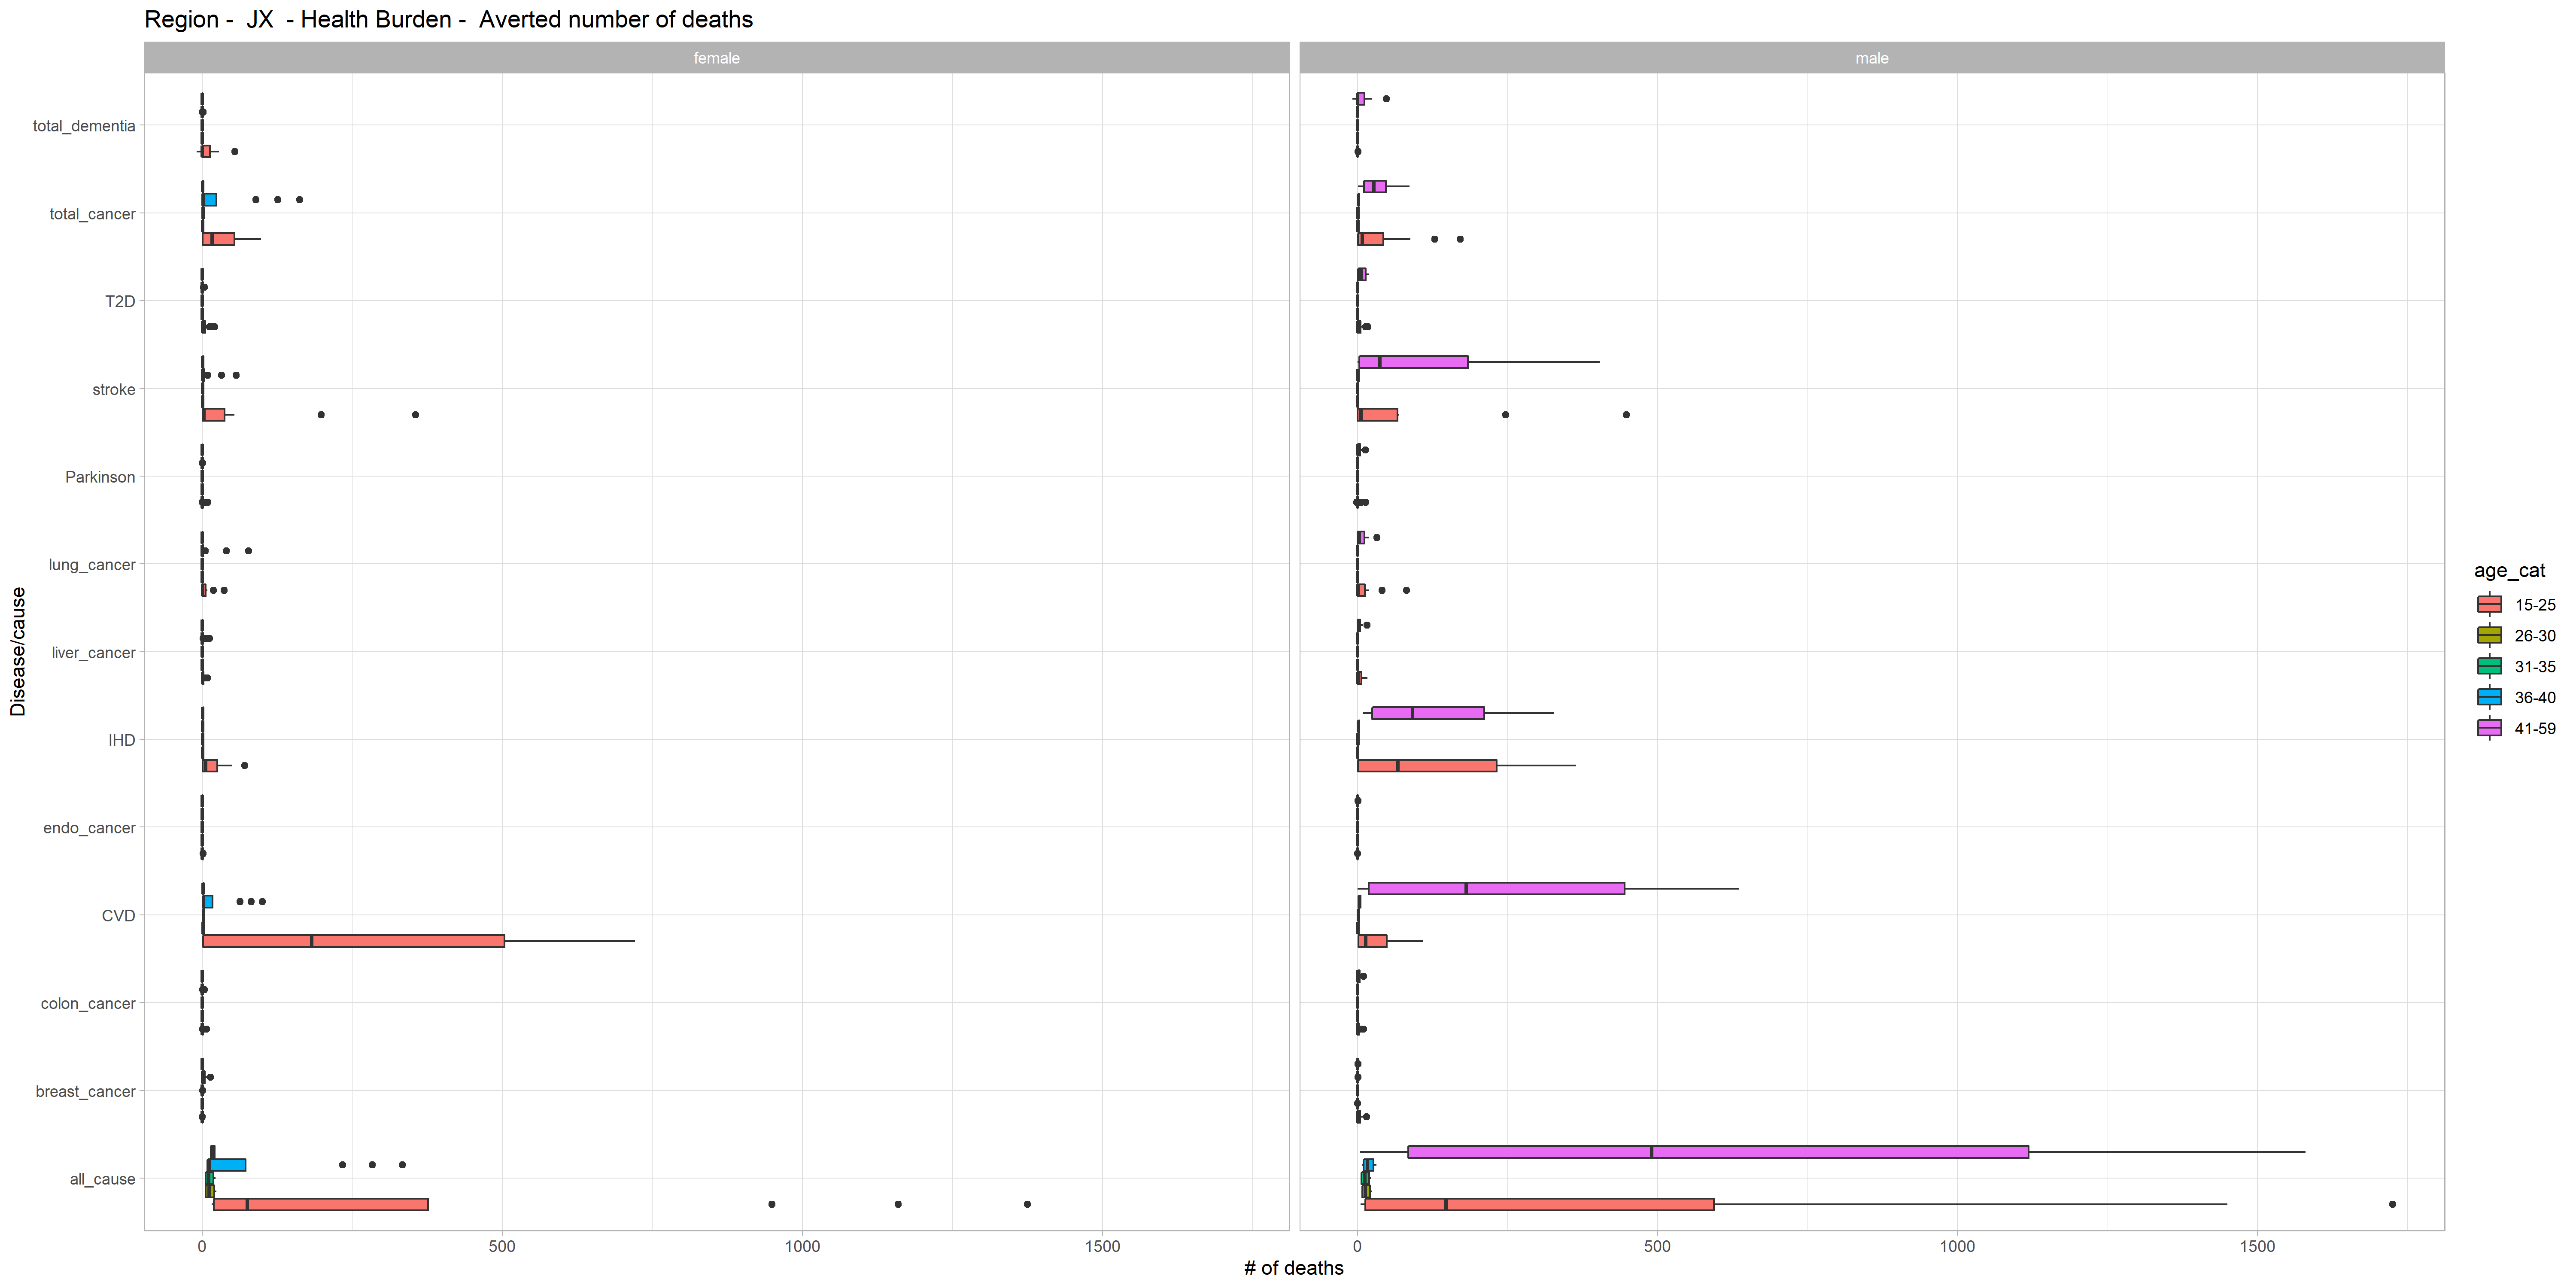 Region -  JX  - Health Burden -  Averted number of deaths
female
male
total_dementia
total_cancer
T2D
stroke
Parkinson
lung_cancer
liver_cancer
IHD
endo_cancer
CVD
colon_cancer
breast_cancer
all_cause
Disease/cause
0
500
1000
1500
0
500
1000
1500
# of deaths
age_cat
15-25
26-30
31-35
36-40
41-59